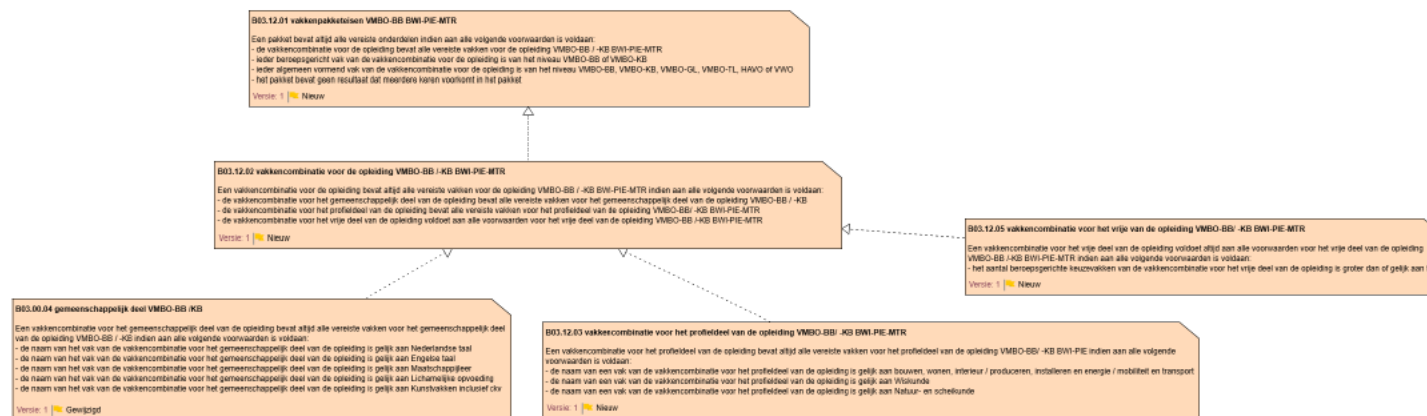 B03.12.01 vakkenpakketeisen VMBO-BB BWI-PIE-MTR
Een pakket bevat altijd alle vereiste onderdelen indien aan alle volgende voorwaarden is voldaan:
- de vakkencombinatie voor de opleiding bevat alle vereiste vakken voor de opleiding VMBO-BB / -KB BWI-PIE-MTR
- ieder beroepsgericht vak van de vakkencombinatie voor de opleiding is van het niveau VMBO-BB of VMBO-KB
- ieder algemeen vormend vak van de vakkencombinatie voor de opleiding is van het niveau VMBO-BB, VMBO-KB, VMBO-GL, VMBO-TL, HAVO of VWO
- het pakket bevat geen resultaat dat meerdere keren voorkomt in het pakket
Versie: 1 Nieuw
B03.12.02 vakkencombinatie voor de opleiding VMBO-BB /-KB BWI-PIE-MTR
Een vakkencombinatie voor de opleiding bevat altijd alle vereiste vakken voor de opleiding VMBO-BB / -KB BWI-PIE-MTR indien aan alle volgende voorwaarden is voldaan:
- de vakkencombinatie voor het gemeenschappelijk deel van de opleiding bevat alle vereiste vakken voor het gemeenschappelijk deel van de opleiding VMBO-BB / -KB
- de vakkencombinatie voor het profieldeel van de opleiding bevat alle vereiste vakken voor het profieldeel van de opleiding VMBO-BB/ -KB BWI-PIE-MTR
- de vakkencombinatie voor het vrije deel van de opleiding voldoet aan alle voorwaarden voor het vrije deel van de opleiding VMBO-BB /-KB BWI-PIE-MTR
Versie: 1 Nieuw
B03.12.05 vakkencombinatie voor het vrije van de opleiding VMBO-BB/ -KB BWI-PIE-MTR
Een vakkencombinatie voor het vrije deel van de opleiding voldoet altijd aan alle voorwaarden voor het vrije deel van de opleiding
VMBO-BB /-KB BWI-PIE-MTR indien aan alle volgende voorwaarden is voldaan:
- het aantal beroepsgerichte keuzevakken van de vakkencombinatie voor het vrije deel van de opleiding is groter dan of gelijk aan
Versie: 1 Nieuw
B03.00.04 gemeenschappelijk deel VMBO-BB /KB
Een vakkencombinatie voor het gemeenschappelijk deel van de opleiding bevat altijd alle vereiste vakken voor het gemeenschappelijk deel
van de opleiding VMBO-BB / -KB indien aan alle volgende voorwaarden is voldaan:
- de naam van het vak van de vakkencombinatie voor het gemeenschappelijk deel van de opleiding is gelijk aan Nederlandse taal
- de naam van het vak van de vakkencombinatie voor het gemeenschappelijk deel van de opleiding is gelijk aan Engelse taal
- de naam van het vak van de vakkencombinatie voor het gemeenschappelijk deel van de opleiding is gelijk aan Maatschappijleer
- de naam van het vak van de vakkencombinatie voor het gemeenschappelijk deel van de opleiding is gelijk aan Lichamelijke opvoeding
- de naam van het vak van de vakkencombinatie voor het gemeenschappelijk deel van de opleiding is gelijk aan Kunstvakken inclusief ckv
Versie: 1 Gewijzigd
B03.12.03 vakkencombinatie voor het profieldeel van de opleiding VMBO-BB/ -KB BWI-PIE-MTR
Een vakkencombinatie voor het profieldeel van de opleiding bevat altijd alle vereiste vakken voor het profieldeel van de opleiding VMBO-BB/ -KB BWI-PIE indien aan alle volgende
voorwaarden is voldaan:
- de naam van een vak van de vakkencombinatie voor het profieldeel van de opleiding is gelijk aan bouwen, wonen, interieur / produceren, installeren en energie / mobiliteit en transport
- de naam van een vak van de vakkencombinatie voor het profieldeel van de opleiding is gelijk aan Wiskunde
- de naam van een vak van de vakkencombinatie voor het profieldeel van de opleiding is gelijk aan Natuur- en scheikunde
Versie: 1 Nieuw